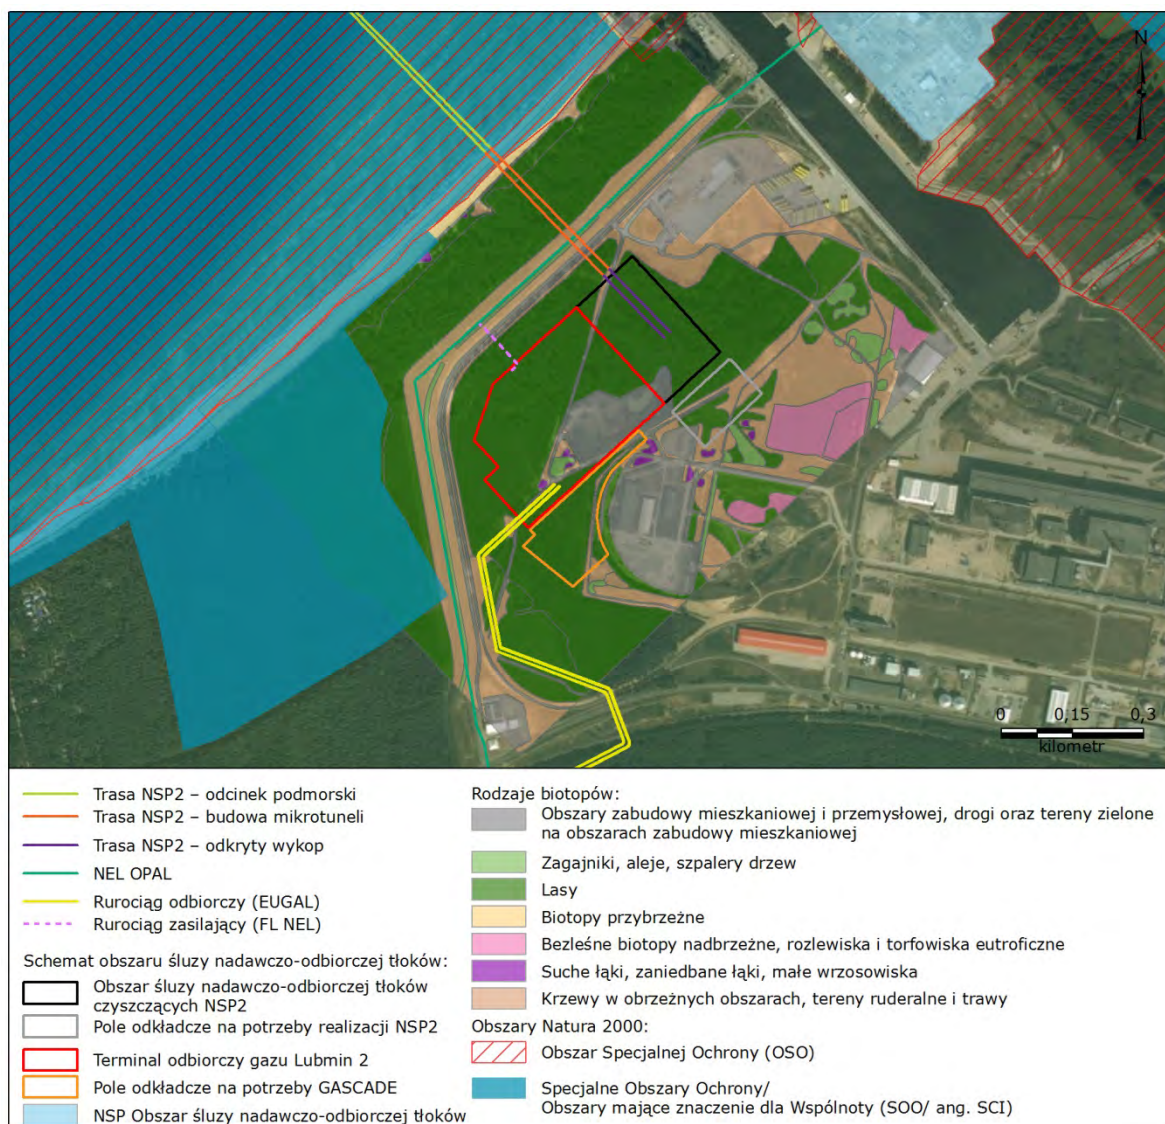 N
S
0 0,15 0,3
kilometr
Trasa NSP2 – odcinek podmorski
Trasa NSP2 – budowa mikrotuneli
Trasa NSP2 – odkryty wykop
NEL OPAL
Rurociąg odbiorczy (EUGAL)
Rurociąg zasilający (FL NEL)
Schemat obszaru śluzy nadawczo-odbiorczej tłoków:
Obszar śluzy nadawczo-odbiorczej tłoków
czyszczących NSP2
Pole odkładcze na potrzeby realizacji NSP2
Terminal odbiorczy gazu Lubmin 2
Pole odkładcze na potrzeby GASCADE
NSP Obszar śluzy nadawczo-odbiorczej tłoków
Rodzaje biotopów:
Obszary zabudowy mieszkaniowej i przemysłowej, drogi oraz tereny zielone
na obszarach zabudowy mieszkaniowej
Zagajniki, aleje, szpalery drzew
Lasy
Biotopy przybrzeżne
Bezleśne biotopy nadbrzeżne, rozlewiska i torfowiska eutroficzne
Suche łąki, zaniedbane łąki, małe wrzosowiska
Krzewy w obrzeżnych obszarach, tereny ruderalne i trawy
Obszary Natura 2000:
Obszar Specjalnej Ochrony (OSO)
Specjalne Obszary Ochrony/
Obszary mające znaczenie dla Wspólnoty (SOO/ ang. SCI)